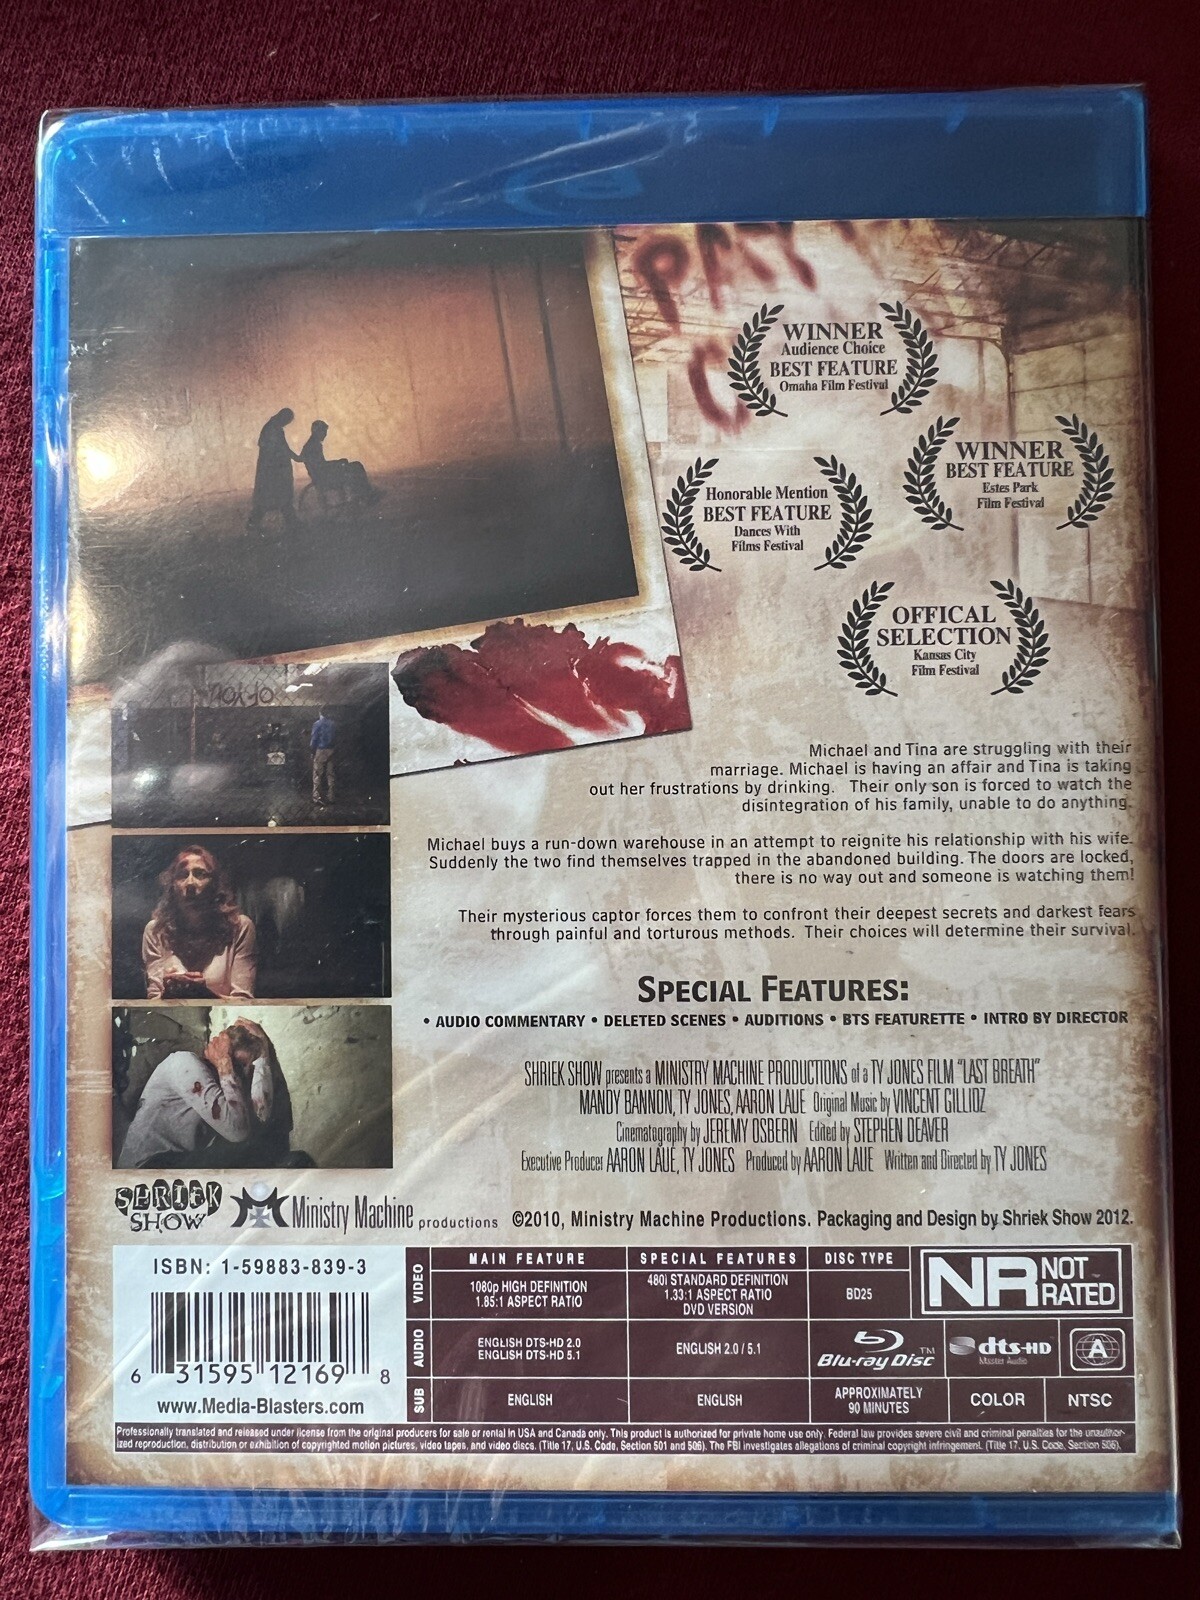 PAY
WINNER
Audience Choice
BEST FEATURE
Omaha Film Festival
WINNER
BEST FEATURE
Estes Park
Film Festival
Honorable Mention
BEST FEATURE
Dances With
Films Festival
OFFICAL
SELECTION
Kansas City
Film Festival
Michael and Tina are struggling with their
marriage. Michael is having an affair and Tina is taking
out her frustrations by drinking. Their only son is forced to watch the
disintegration of his family, unable to do anything.
Michael buys a run-down warehouse in an attempt to reignite his relationship with his wife.
Suddenly the two find themselves trapped in the abandoned building. The doors are locked,
there is no way out and someone is watching them!
Their mysterious captor forces them to confront their deepest secrets and darkest fears
through painful and torturous methods. Their choices will determine their survival.
SPECIAL FEATURES:
• AUDIO COMMENTARY • DELETED SCENES • AUDITIONS • BTS FEATURETTE • INTRO BY DIRECTOR
SHRIEK SHOW presents a MINISTRY MACHINE PRODUCTIONS of a TY JONES FILM "LAST BREATH"
MANDY BANNON, TY JONES, AARON LAUE Original Music by VINCENT GILLIOZ
Cinematography by JEREMY OSBERN Edited by STEPHEN DEAVER
Executive Producer AARON LAUE, TY JONES Produced by AARON LAUE Written and Directed by TY JONES
SHRIEK
SHOW
Ministry Machine productions
©2010, Ministry Machine Productions. Packaging and Design by Shriek Show 2012.
ISBN: 1-59883-839-3
6 31595 12169 8
www.Media-Blasters.com
MAIN FEATURE SPECIAL FEATURES DISC TYPE
VIDEO
1080p HIGH DEFINITION
1.85:1 ASPECT RATIO
480i STANDARD DEFINITION
1.33:1 ASPECT RATIO
DVD VERSION
BD25
NR NOT
RATED
AUDIO
ENGLISH DTS-HD 2.0
ENGLISH DTS-HD 5.1
ENGLISH 2.0 / 5.1
Blu-ray Disc™
dts-HD
Master Audio
A
SUB
ENGLISH
ENGLISH
APPROXIMATELY
90 MINUTES
COLOR
NTSC
Professionally translated and released under license from the original producers for sale or rental in USA and Canada only. This product is authorized for private home use only. Federal law provides severe civil and criminal penalties for the unauthor-
ized reproduction, distribution or exhibition of copyrighted motion pictures, video tapes, and video discs. (Title 17, U.S. Code, Section 501 and 506). The FBI investigates allegations of criminal copyright infringement. (Title 17, U.S. Code, Section 506).